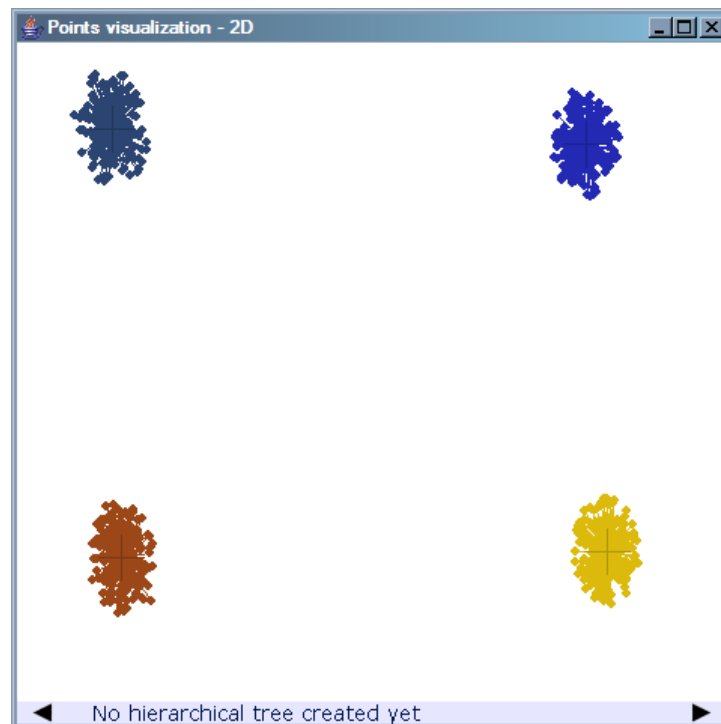 Points visualization - 2D
No hierarchical tree created yet